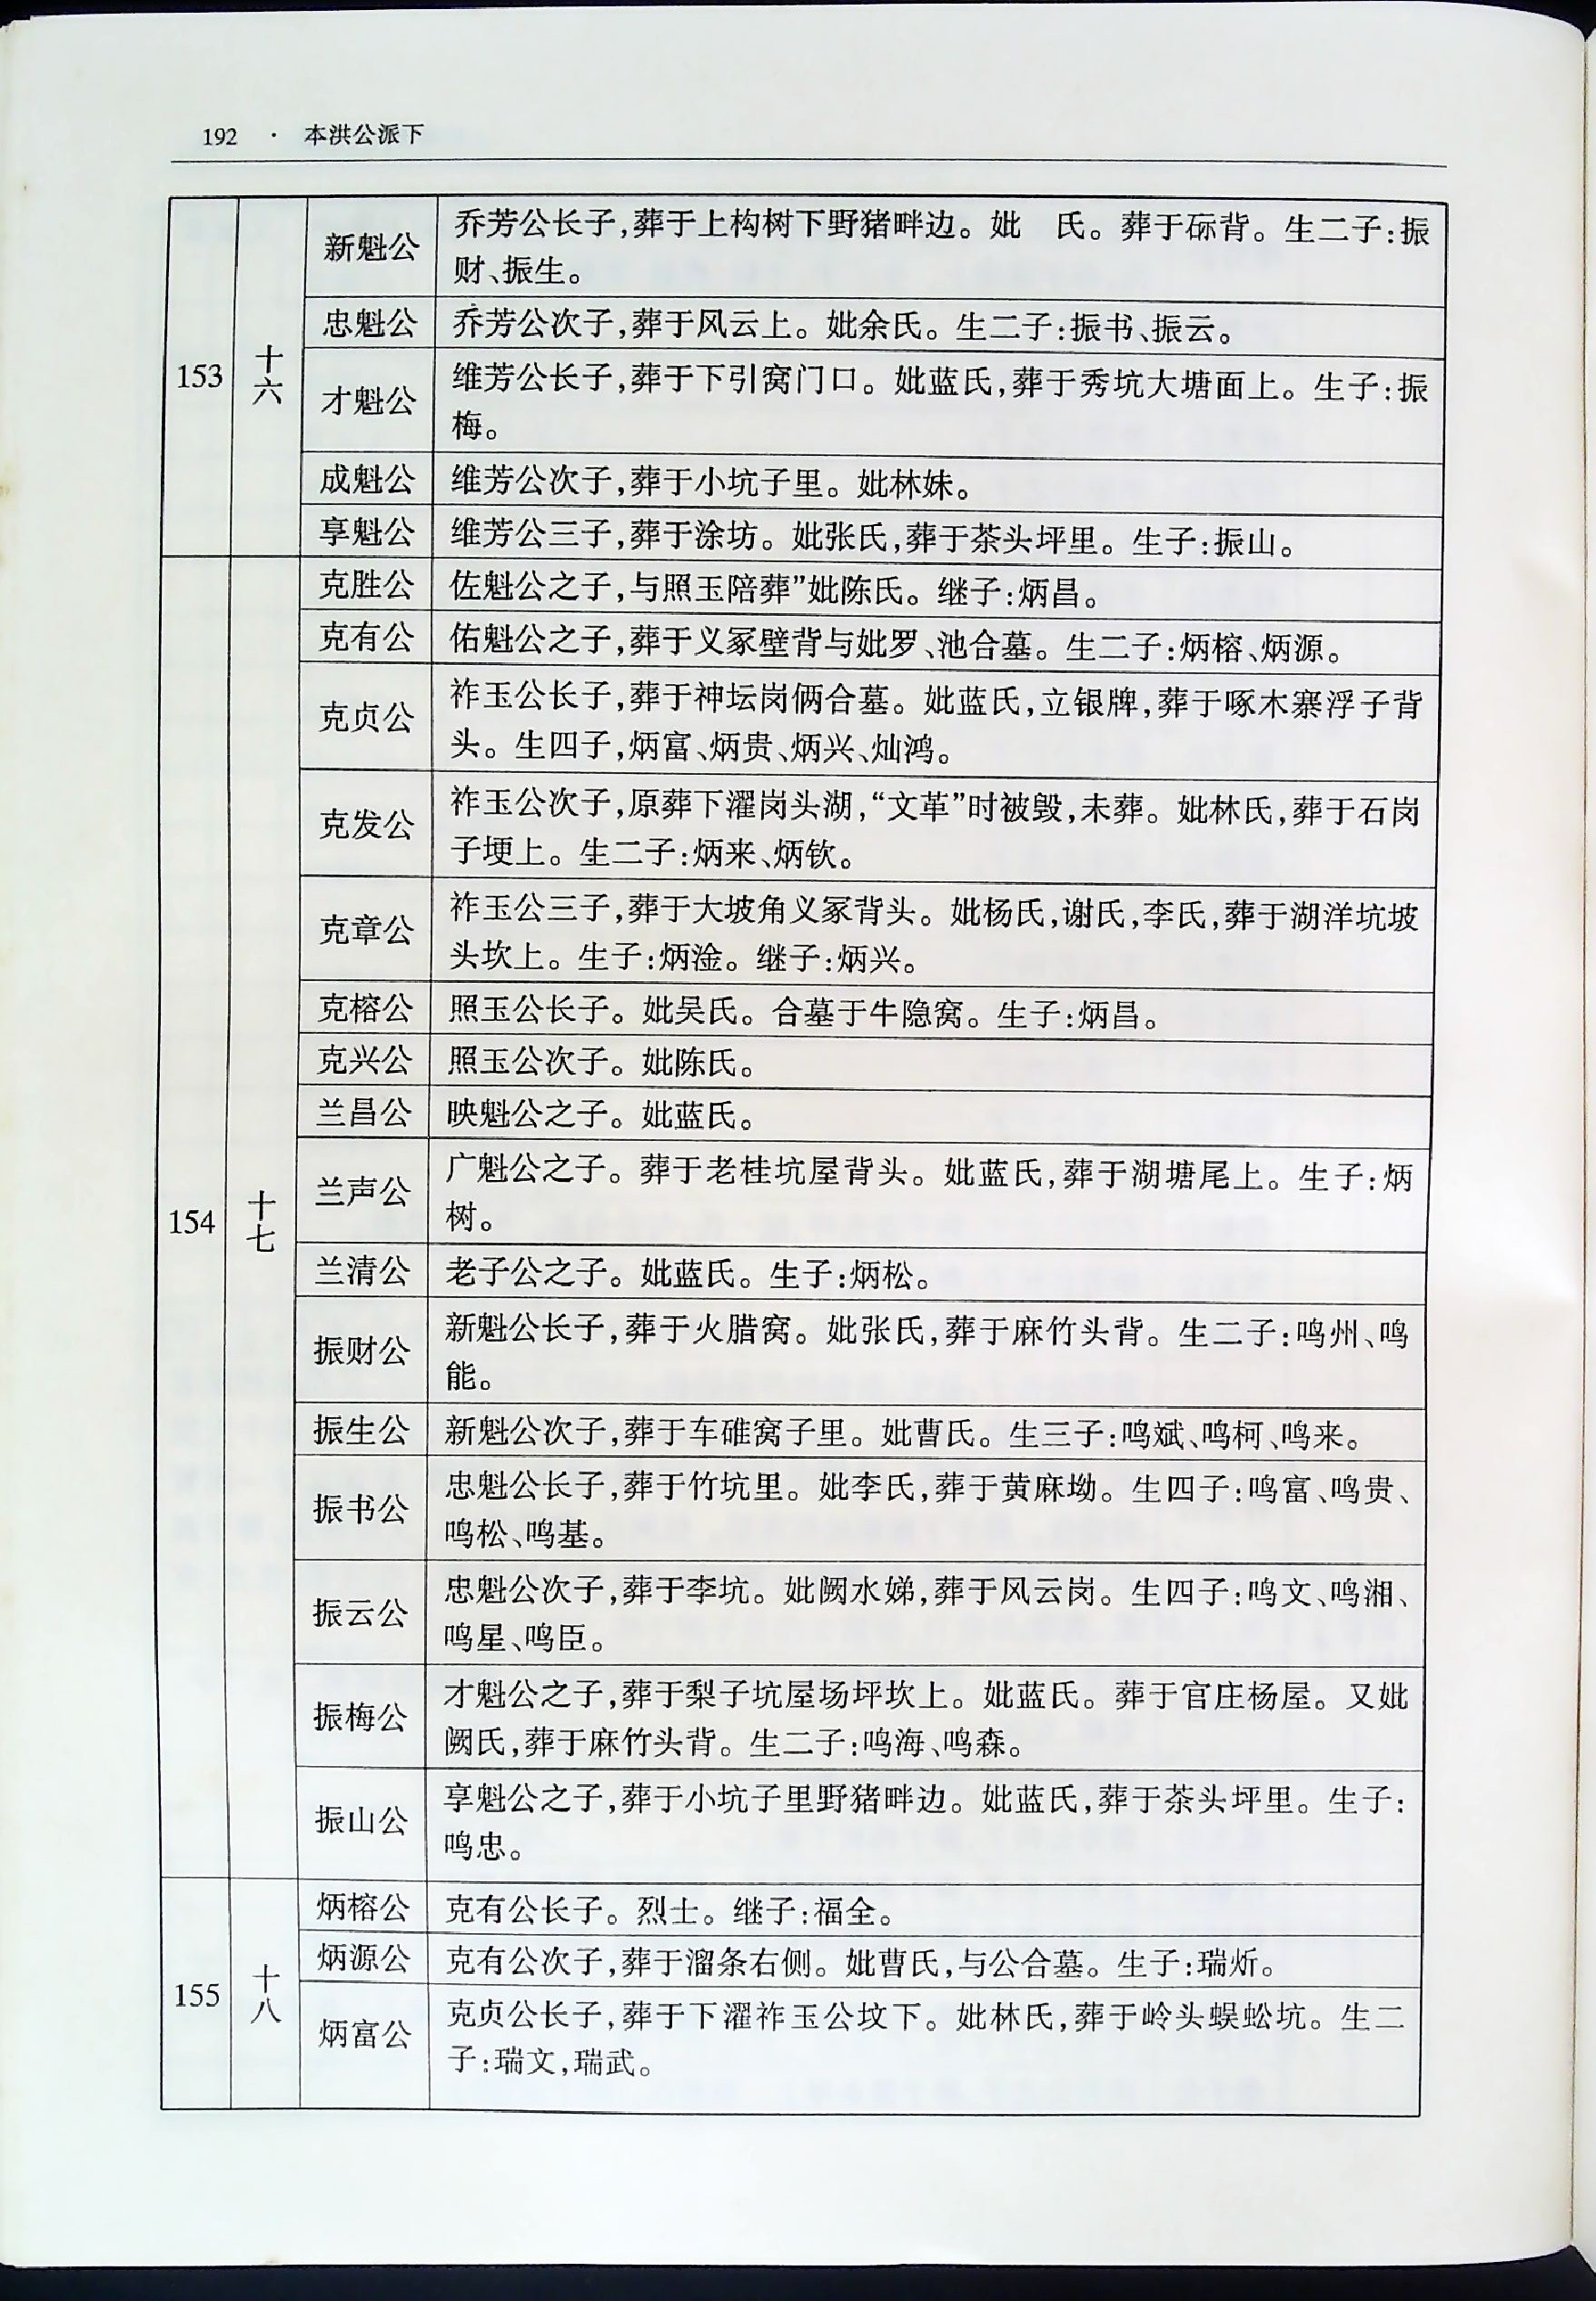 192 · 本洪公派下
153
十六
新魁公
乔芳公长子,葬于上构树下野猪畔边。妣　氏。葬于砾背。生二子:振
财、振生。
忠魁公
乔芳公次子,葬于风云上。妣余氏。生二子:振书、振云。
才魁公
维芳公长子,葬于下引窝门口。妣蓝氏,葬于秀坑大塘面上。生子:振
梅。
成魁公
维芳公次子,葬于小坑子里。妣林妹。
享魁公
维芳公三子,葬于涂坊。妣张氏,葬于茶头坪里。生子:振山。
154
十七
克胜公
佐魁公之子,与照玉陪葬”妣陈氏。继子:炳昌。
克有公
佑魁公之子,葬于义冢壁背与妣罗、池合墓。生二子:炳榕、炳源。
克贞公
祚玉公长子,葬于神坛岗俩合墓。妣蓝氏,立银牌,葬于啄木寨浮子背
头。生四子,炳富、炳贵、炳兴、灿鸿。
克发公
祚玉公次子,原葬下濯岗头湖,“文革”时被毁,未葬。妣林氏,葬于石岗
子埂上。生二子:炳来、炳钦。
克章公
祚玉公三子,葬于大坡角义冢背头。妣杨氏,谢氏,李氏,葬于湖洋坑坡
头坎上。生子:炳淦。继子:炳兴。
克榕公
照玉公长子。妣吴氏。合墓于牛隐窝。生子:炳昌。
克兴公
照玉公次子。妣陈氏。
兰昌公
映魁公之子。妣蓝氏。
兰声公
广魁公之子。葬于老桂坑屋背头。妣蓝氏,葬于湖塘尾上。生子:炳
树。
兰清公
老子公之子。妣蓝氏。生子:炳松。
振财公
新魁公长子,葬于火腊窝。妣张氏,葬于麻竹头背。生二子:鸣州、鸣
能。
振生公
新魁公次子,葬于车碓窝子里。妣曹氏。生三子:鸣斌、鸣柯、鸣来。
振书公
忠魁公长子,葬于竹坑里。妣李氏,葬于黄麻坳。生四子:鸣富、鸣贵、
鸣松、鸣基。
振云公
忠魁公次子,葬于李坑。妣阙水娣,葬于风云岗。生四子:鸣文、鸣湘、
鸣星、鸣臣。
振梅公
才魁公之子,葬于梨子坑屋场坪坎上。妣蓝氏。葬于官庄杨屋。又妣
阙氏,葬于麻竹头背。生二子:鸣海、鸣森。
振山公
享魁公之子,葬于小坑子里野猪畔边。妣蓝氏,葬于茶头坪里。生子:
鸣忠。
155
十八
炳榕公
克有公长子。烈士。继子:福全。
炳源公
克有公次子,葬于溜条右侧。妣曹氏,与公合墓。生子:瑞炘。
炳富公
克贞公长子,葬于下濯祚玉公坟下。妣林氏,葬于岭头蜈蚣坑。生二
子:瑞文,瑞武。